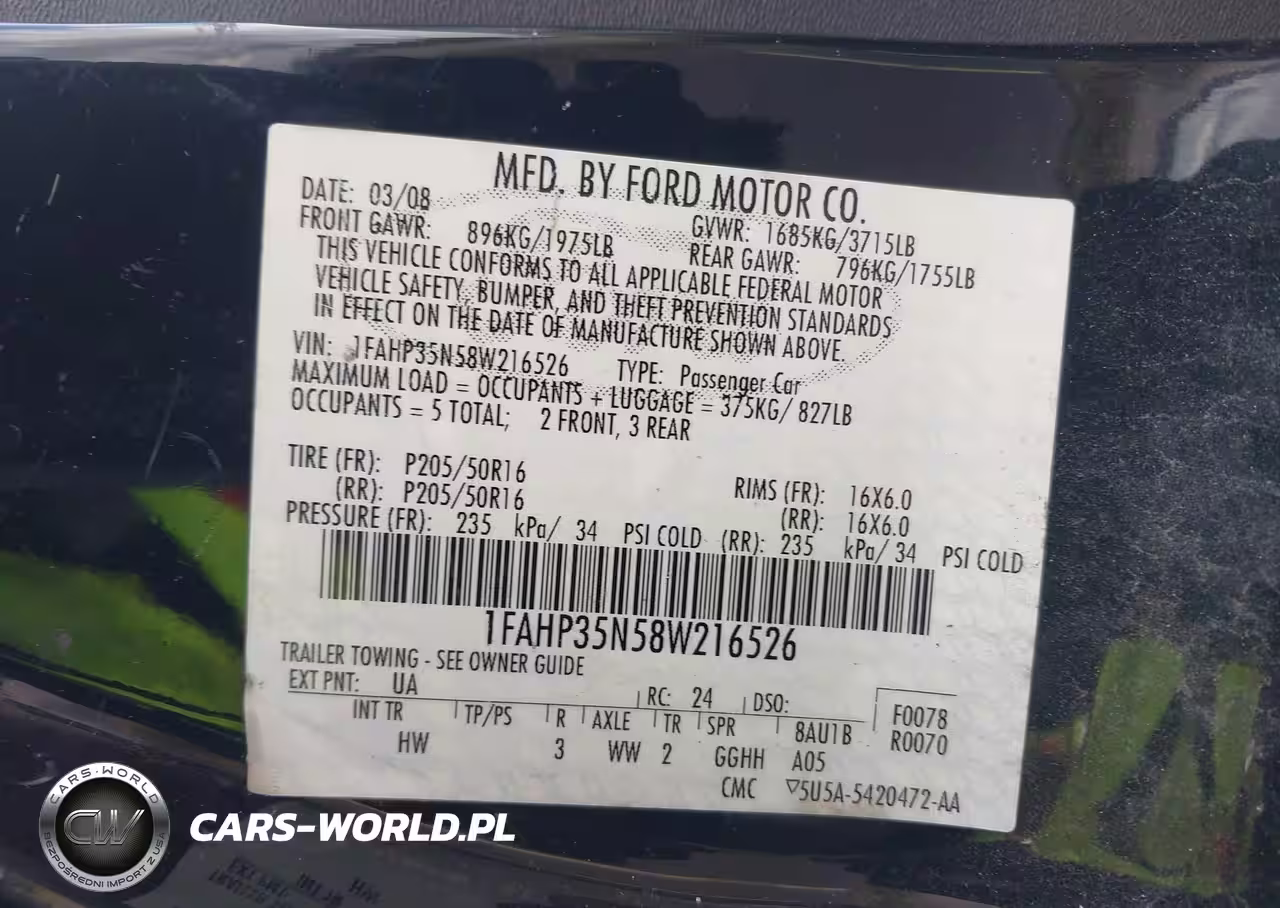 MFD. BY FORD MOTOR CO.
DATE: 03/08 GVWR: 1685KG/3715LB
FRONT GAWR: 896KG/1975LB REAR GAWR: 796KG/1755LB
THIS VEHICLE CONFORMS TO ALL APPLICABLE FEDERAL MOTOR
VEHICLE SAFETY, BUMPER, AND THEFT PREVENTION STANDARDS
IN EFFECT ON THE DATE OF MANUFACTURE SHOWN ABOVE.
VIN: 1FAHP35N58W216526 TYPE: Passenger Car
MAXIMUM LOAD = OCCUPANTS + LUGGAGE = 375KG/ 827LB
OCCUPANTS = 5 TOTAL; 2 FRONT, 3 REAR
TIRE (FR): P205/50R16 RIMS (FR): 16X6.0
(RR): P205/50R16 (RR): 16X6.0
PRESSURE (FR): 235 kPa/ 34 PSI COLD (RR): 235 kPa/ 34 PSI COLD
1FAHP35N58W216526
TRAILER TOWING - SEE OWNER GUIDE
EXT PNT: UA RC: 24 DSO: F0078
INT TR TP/PS R AXLE TR SPR 8AU1B R0070
HW 3 WW 2 GGHH A05
CMC ▽5U5A-5420472-AA
CARS-WORLD
CW
BEZPOŚREDNI IMPORT Z USA
CARS-WORLD.PL